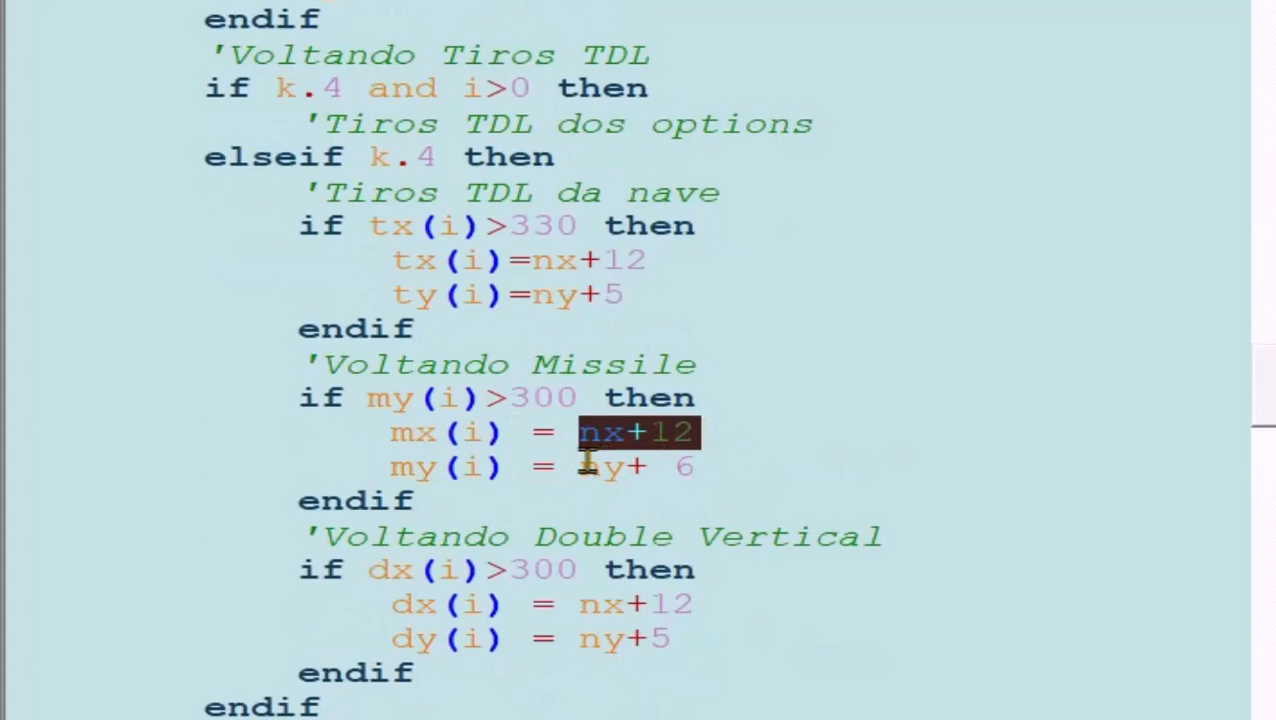 endif
'Voltando Tiros TDL
if k.4 and i>0 then
'Tiros TDL dos options
elseif k.4 then
'Tiros TDL da nave
if tx(i)>330 then
tx(i)=nx+12
ty(i)=ny+5
endif
'Voltando Missile
if my(i)>300 then
mx(i) = nx+12
my(i) = ny+ 6
endif
'Voltando Double Vertical
if dx(i)>300 then
dx(i) = nx+12
dy(i) = ny+5
endif
endif